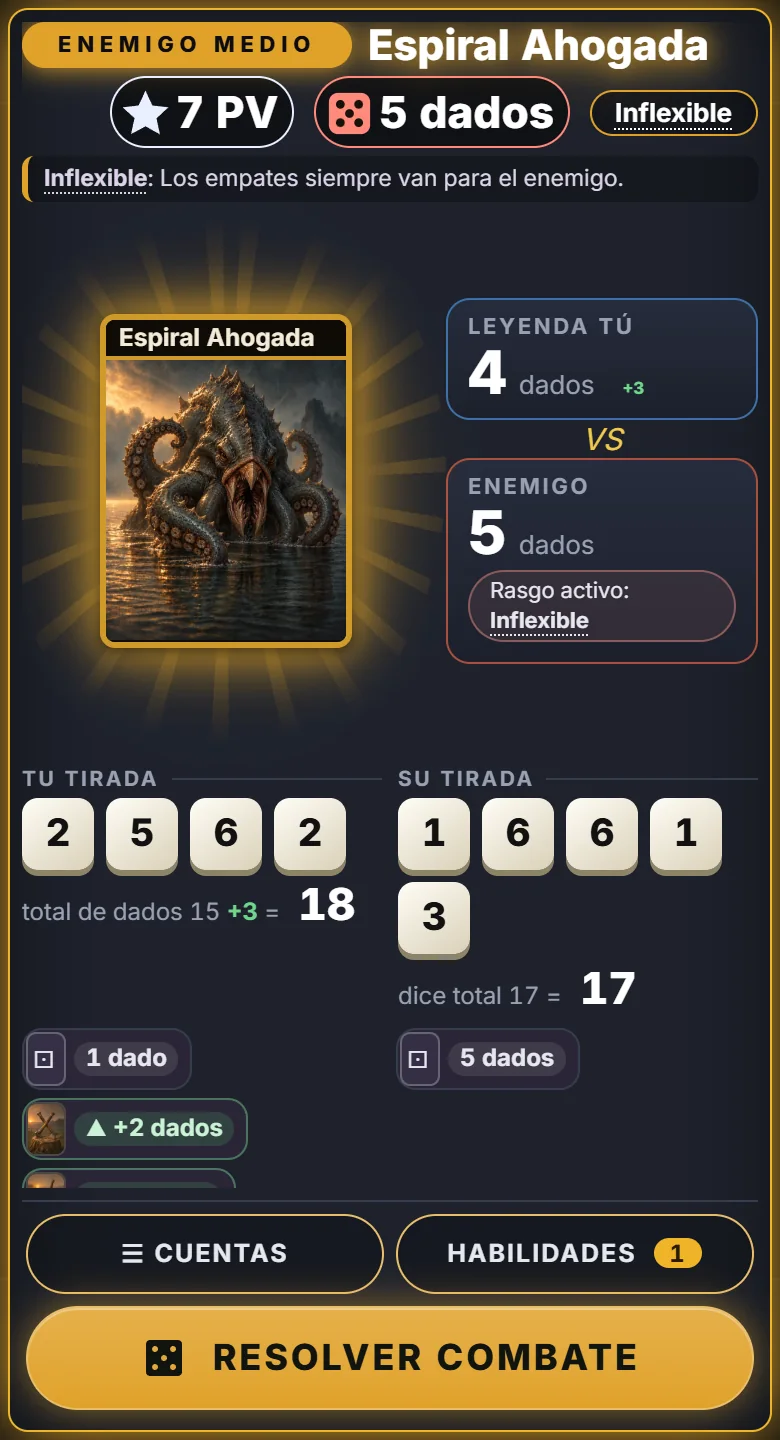 ENEMIGO MEDIO
Espiral Ahogada
7 PV
5 dados
Inflexible
Inflexible: Los empates siempre van para el enemigo.
Espiral Ahogada
LEYENDA TÚ
4 dados +3
VS
ENEMIGO
5 dados
Rasgo activo:
Inflexible
TU TIRADA
2 5 6 2
total de dados 15 +3 = 18
SU TIRADA
1 6 6 1
3
dice total 17 = 17
1 dado
▲ +2 dados
5 dados
☰ CUENTAS
HABILIDADES 1
RESOLVER COMBATE